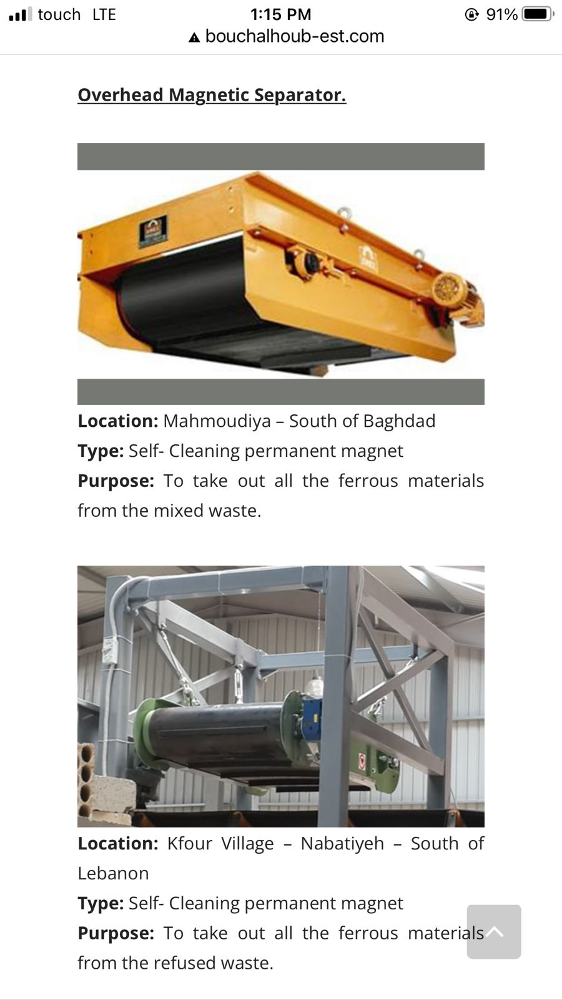 touch LTE 1:15 PM 91%
bouchalhoub-est.com
Overhead Magnetic Separator.
Location: Mahmoudiya – South of Baghdad
Type: Self- Cleaning permanent magnet
Purpose: To take out all the ferrous materials
from the mixed waste.
Location: Kfour Village – Nabatiyeh – South of
Lebanon
Type: Self- Cleaning permanent magnet
Purpose: To take out all the ferrous materials
from the refused waste.